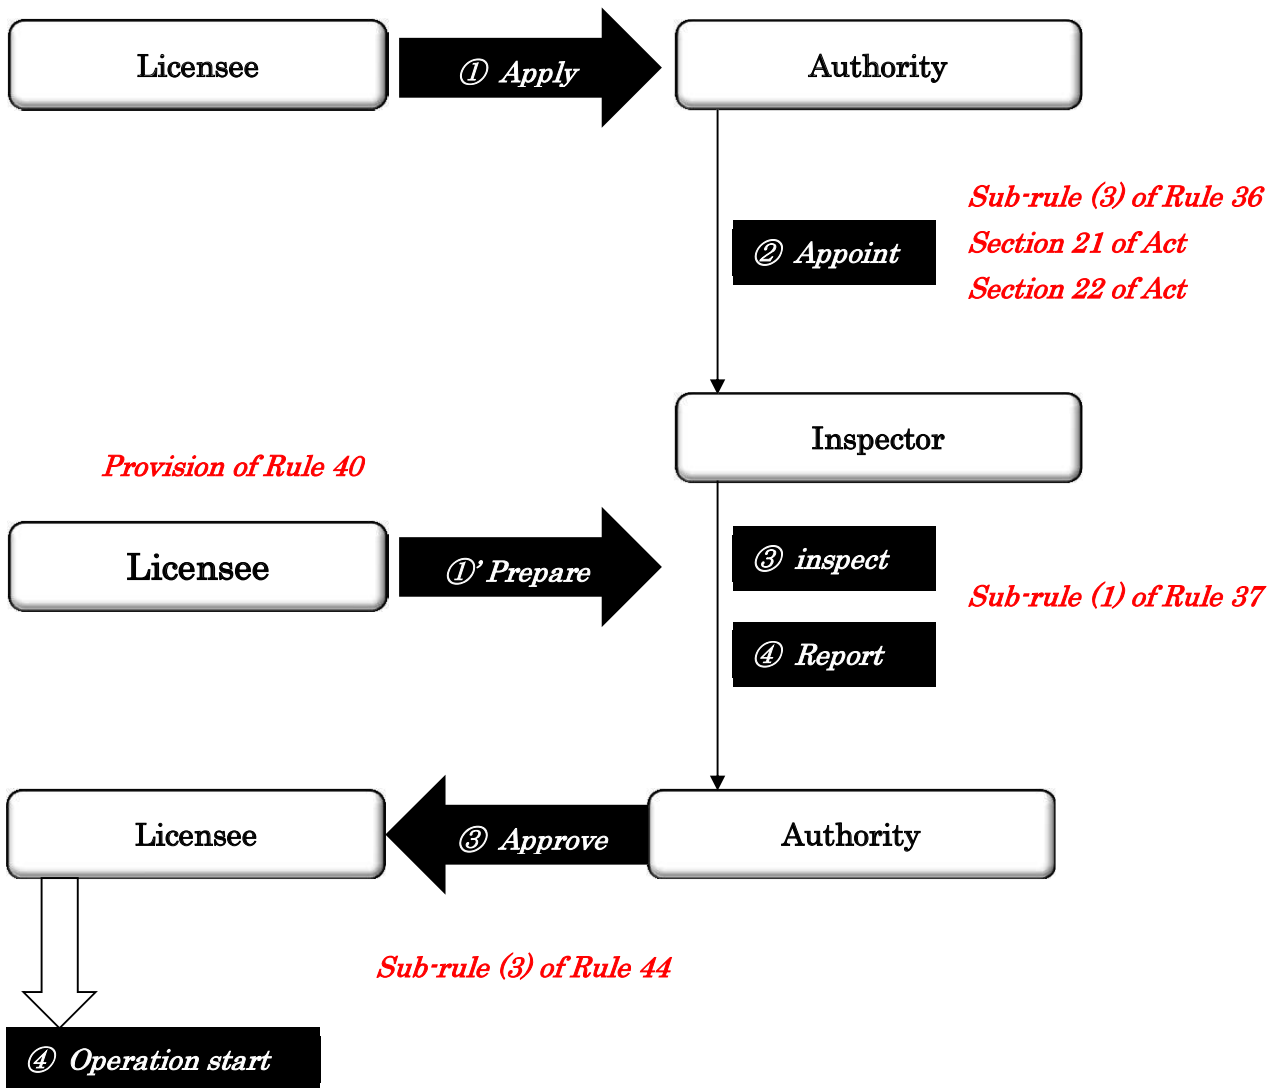 Licensee
① Apply
Authority
Sub-rule (3) of Rule 36
② Appoint
Section 21 of Act
Section 22 of Act
Inspector
Provision of Rule 40
Licensee
①’ Prepare
③ inspect
Sub-rule (1) of Rule 37
④ Report
Licensee
③ Approve
Authority
Sub-rule (3) of Rule 44
④ Operation start